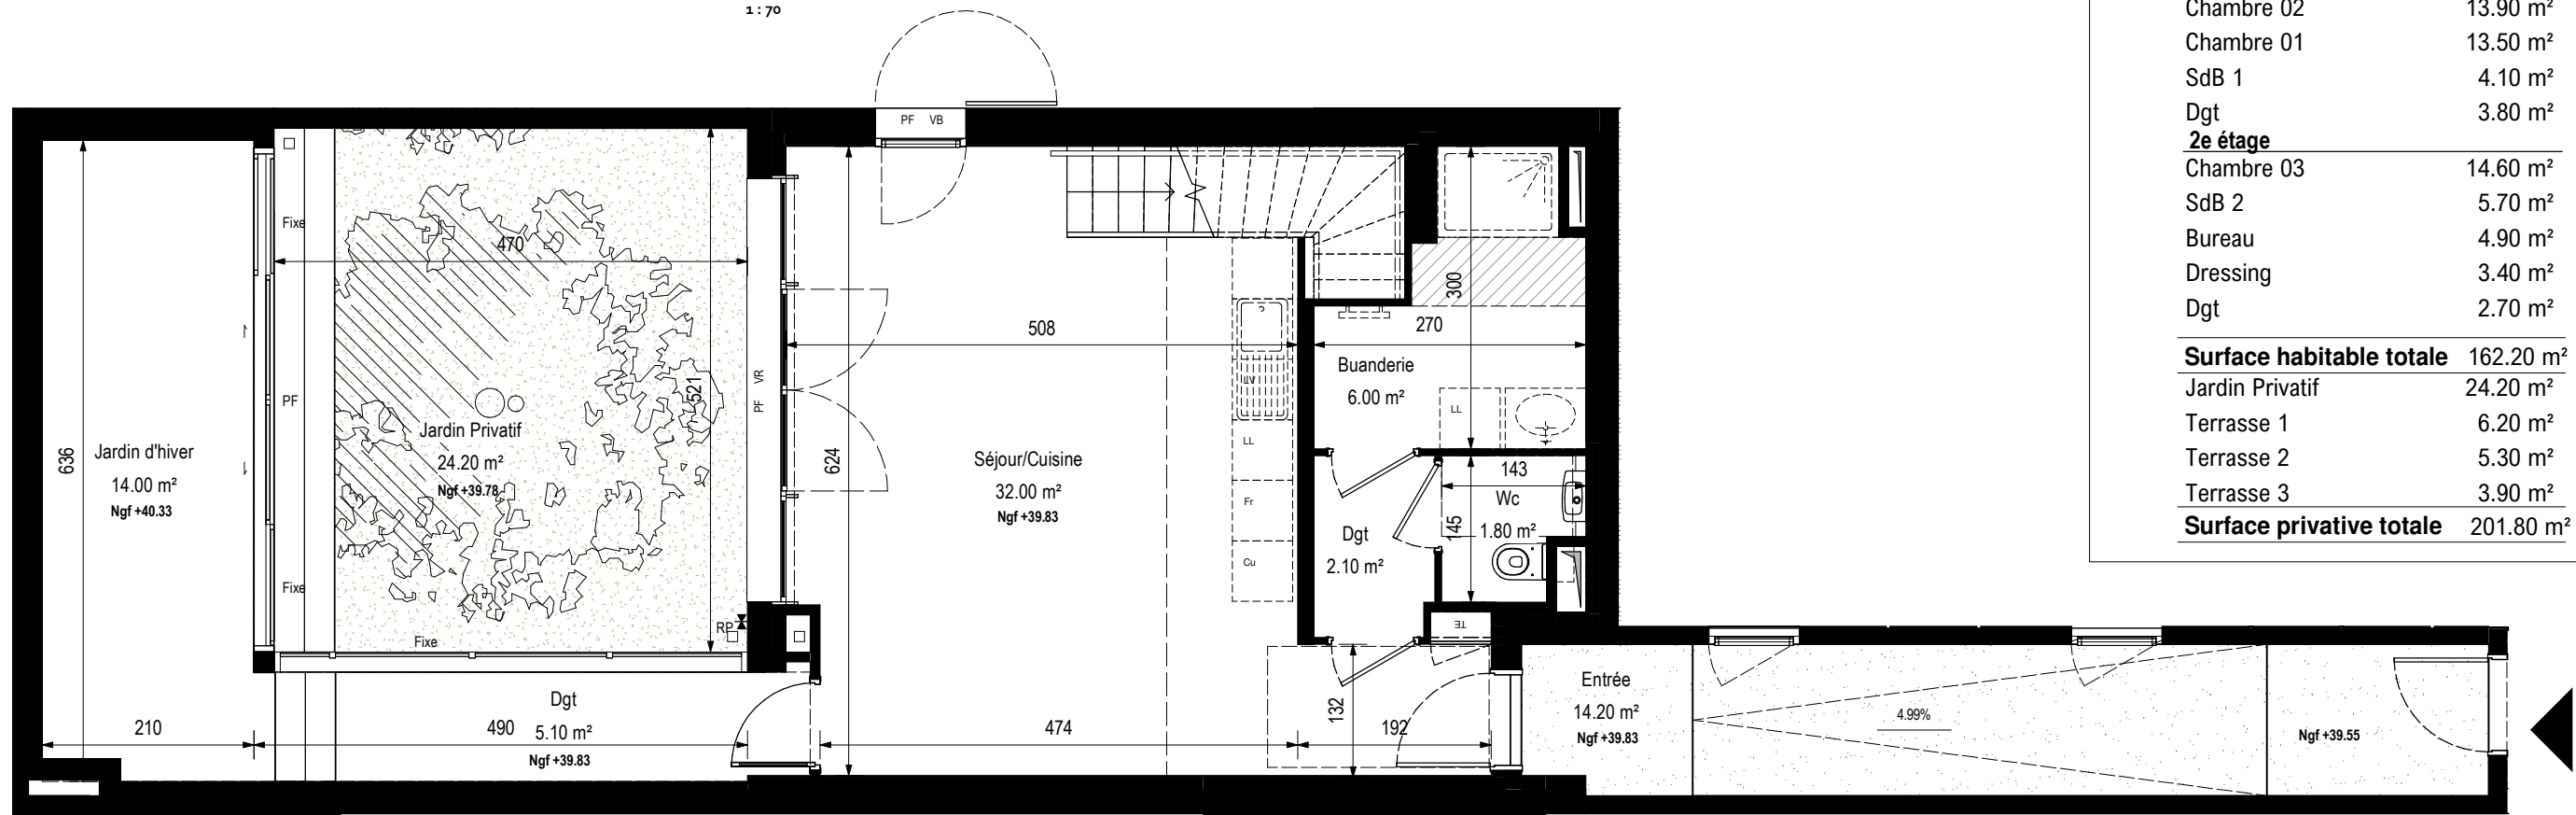 1:70
Chambre 02 13.90 m²
Chambre 01 13.50 m²
SdB 1 4.10 m²
Dgt 3.80 m²
2e étage
Chambre 03 14.60 m²
SdB 2 5.70 m²
Bureau 4.90 m²
Dressing 3.40 m²
Dgt 2.70 m²
Surface habitable totale 162.20 m²
Jardin Privatif 24.20 m²
Terrasse 1 6.20 m²
Terrasse 2 5.30 m²
Terrasse 3 3.90 m²
Surface privative totale 201.80 m²
PF VB
Fixe
470
PF
Fixe
521
PF VR
Jardin Privatif
24.20 m²
Ngf +39.78
RP
Fixe
636
Jardin d'hiver
14.00 m²
Ngf +40.33
210
490
Dgt
5.10 m²
Ngf +39.83
624
508
Séjour/Cuisine
32.00 m²
Ngf +39.83
474
LV
LL
Fr
Cu
300
270
Buanderie
6.00 m²
LL
143
Wc
1.80 m²
145
Dgt
2.10 m²
TE
132
192
Entrée
14.20 m²
Ngf +39.83
4.99%
Ngf +39.55